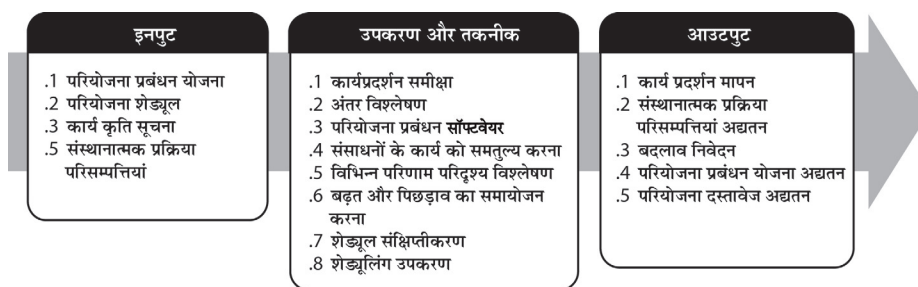 इनपुट
.1 परियोजना प्रबंधन योजना
.2 परियोजना शेड्यूल
.3 कार्य कृति सूचना
.5 संस्थानात्मक प्रक्रिया
परिसम्पत्तियां
उपकरण और तकनीक
.1 कार्यप्रदर्शन समीक्षा
.2 अंतर विश्लेषण
.3 परियोजना प्रबंधन सॉफ्टवेयर
.4 संसाधनों के कार्य को समतुल्य करना
.5 विभिन्न परिणाम परिदृश्य विश्लेषण
.6 बढ़त और पिछड़ाव का समायोजन
करना
.7 शेड्यूल संक्षिप्तीकरण
.8 शेड्यूलिंग उपकरण
आउटपुट
.1 कार्य प्रदर्शन मापन
.2 संस्थानात्मक प्रक्रिया
परिसम्पत्तियां अद्यतन
.3 बदलाव निवेदन
.4 परियोजना प्रबंधन योजना अद्यतन
.5 परियोजना दस्तावेज अद्यतन